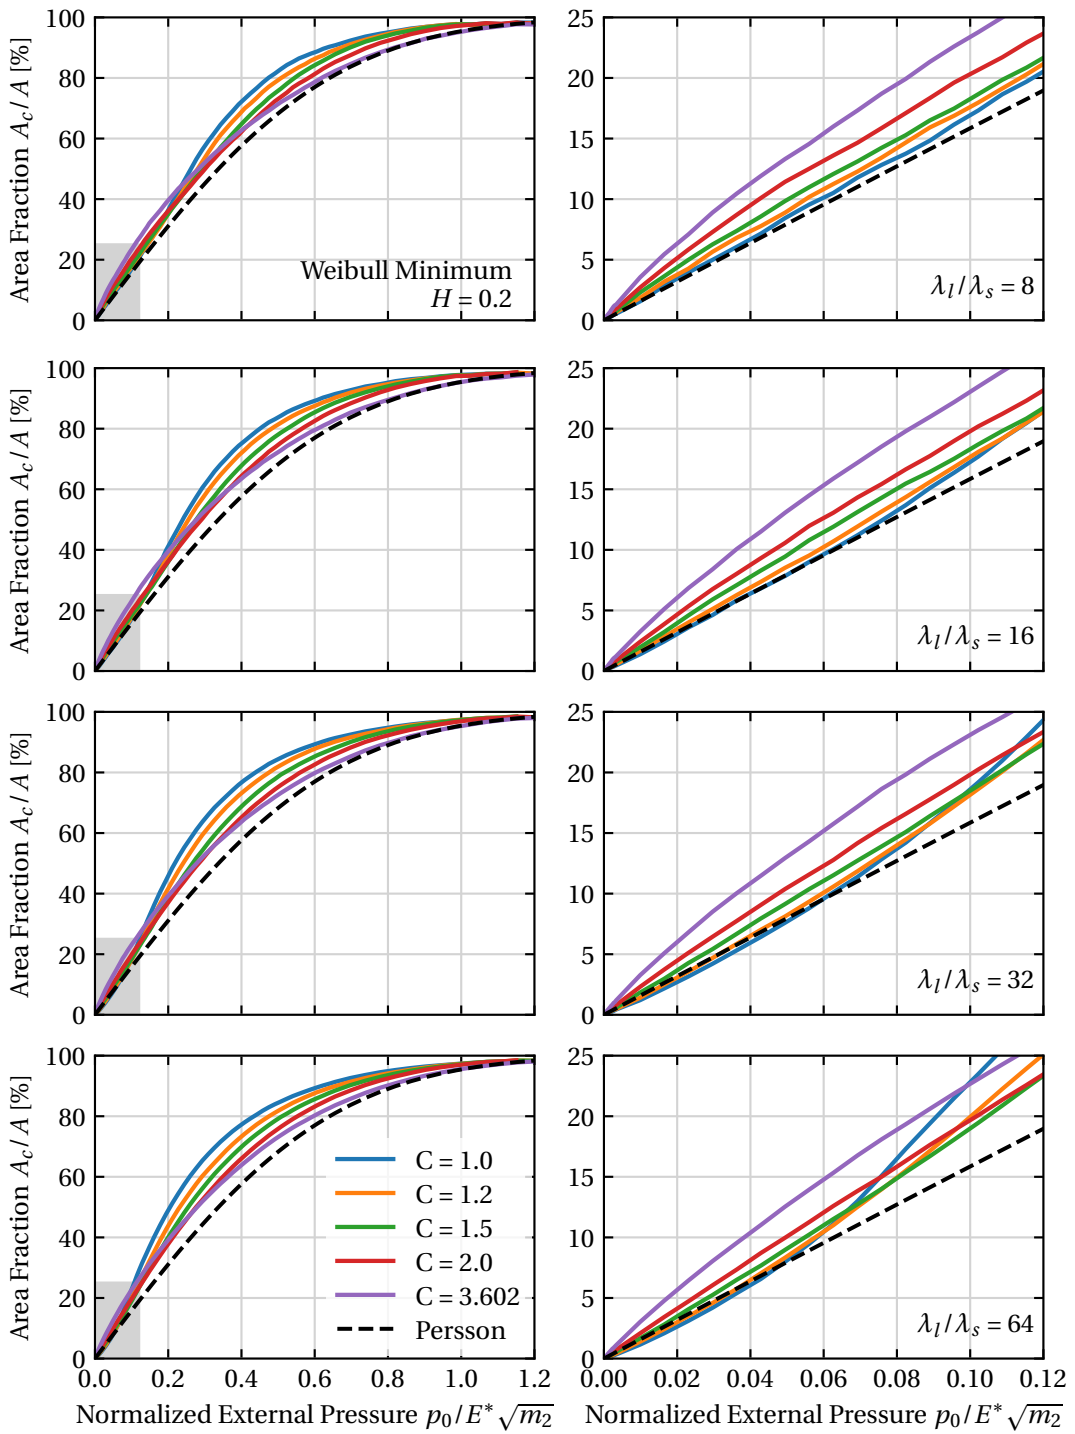 100
80
60
40
20
0
Area Fraction A_c / A [%]
Weibull Minimum
H = 0.2
25
20
15
10
5
0
λ_l / λ_s = 8
100
80
60
40
20
0
Area Fraction A_c / A [%]
25
20
15
10
5
0
λ_l / λ_s = 16
100
80
60
40
20
0
Area Fraction A_c / A [%]
25
20
15
10
5
0
λ_l / λ_s = 32
100
80
60
40
20
0
Area Fraction A_c / A [%]
C = 1.0
C = 1.2
C = 1.5
C = 2.0
C = 3.602
Persson
0.0 0.2 0.4 0.6 0.8 1.0 1.2
Normalized External Pressure p_0 / E* √m_2
25
20
15
10
5
0
λ_l / λ_s = 64
0.00 0.02 0.04 0.06 0.08 0.10 0.12
Normalized External Pressure p_0 / E* √m_2